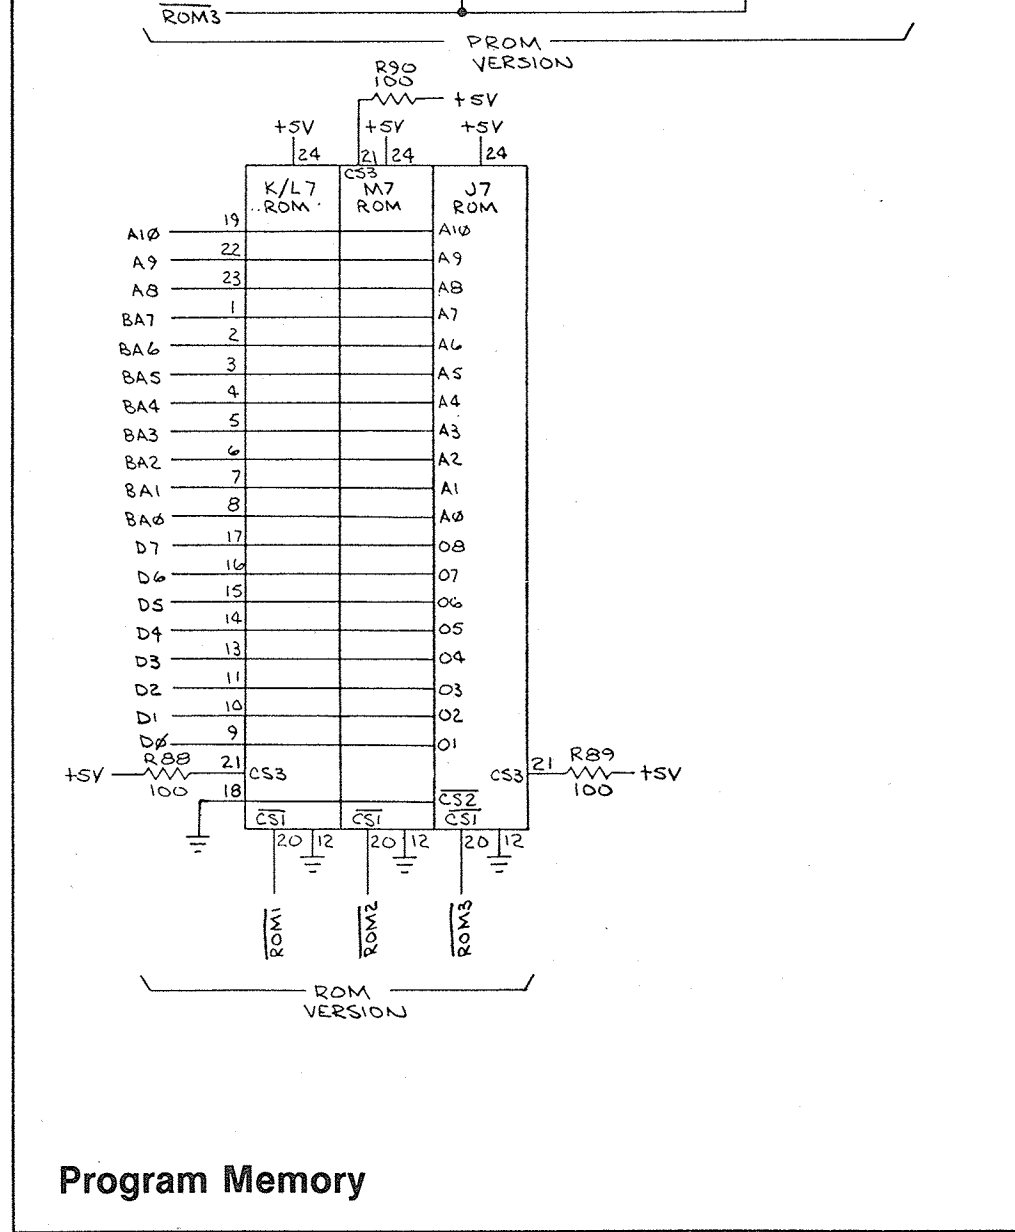 ROM3
PROM
VERSION
R90
100
+5V
+5V +5V +5V
24 21 24 24
CS3
K/L7 M7 J7
ROM ROM ROM
A1Ø 19 A1Ø
A9 22 A9
A8 23 A8
BA7 1 A7
BA6 2 A6
BA5 3 A5
BA4 4 A4
BA3 5 A3
BA2 6 A2
BA1 7 A1
BAØ 8 AØ
D7 17 O8
D6 16 O7
D5 15 O6
D4 14 O5
D3 13 O4
D2 11 O3
D1 10 O2
DØ 9 O1
+5V R88 100 21 CS3 CS3 21 R89 100 +5V
18 CS2
CS1 CS1 CS1
20 12 20 12 20 12
ROM1 ROM2 ROM3
ROM
VERSION
Program Memory